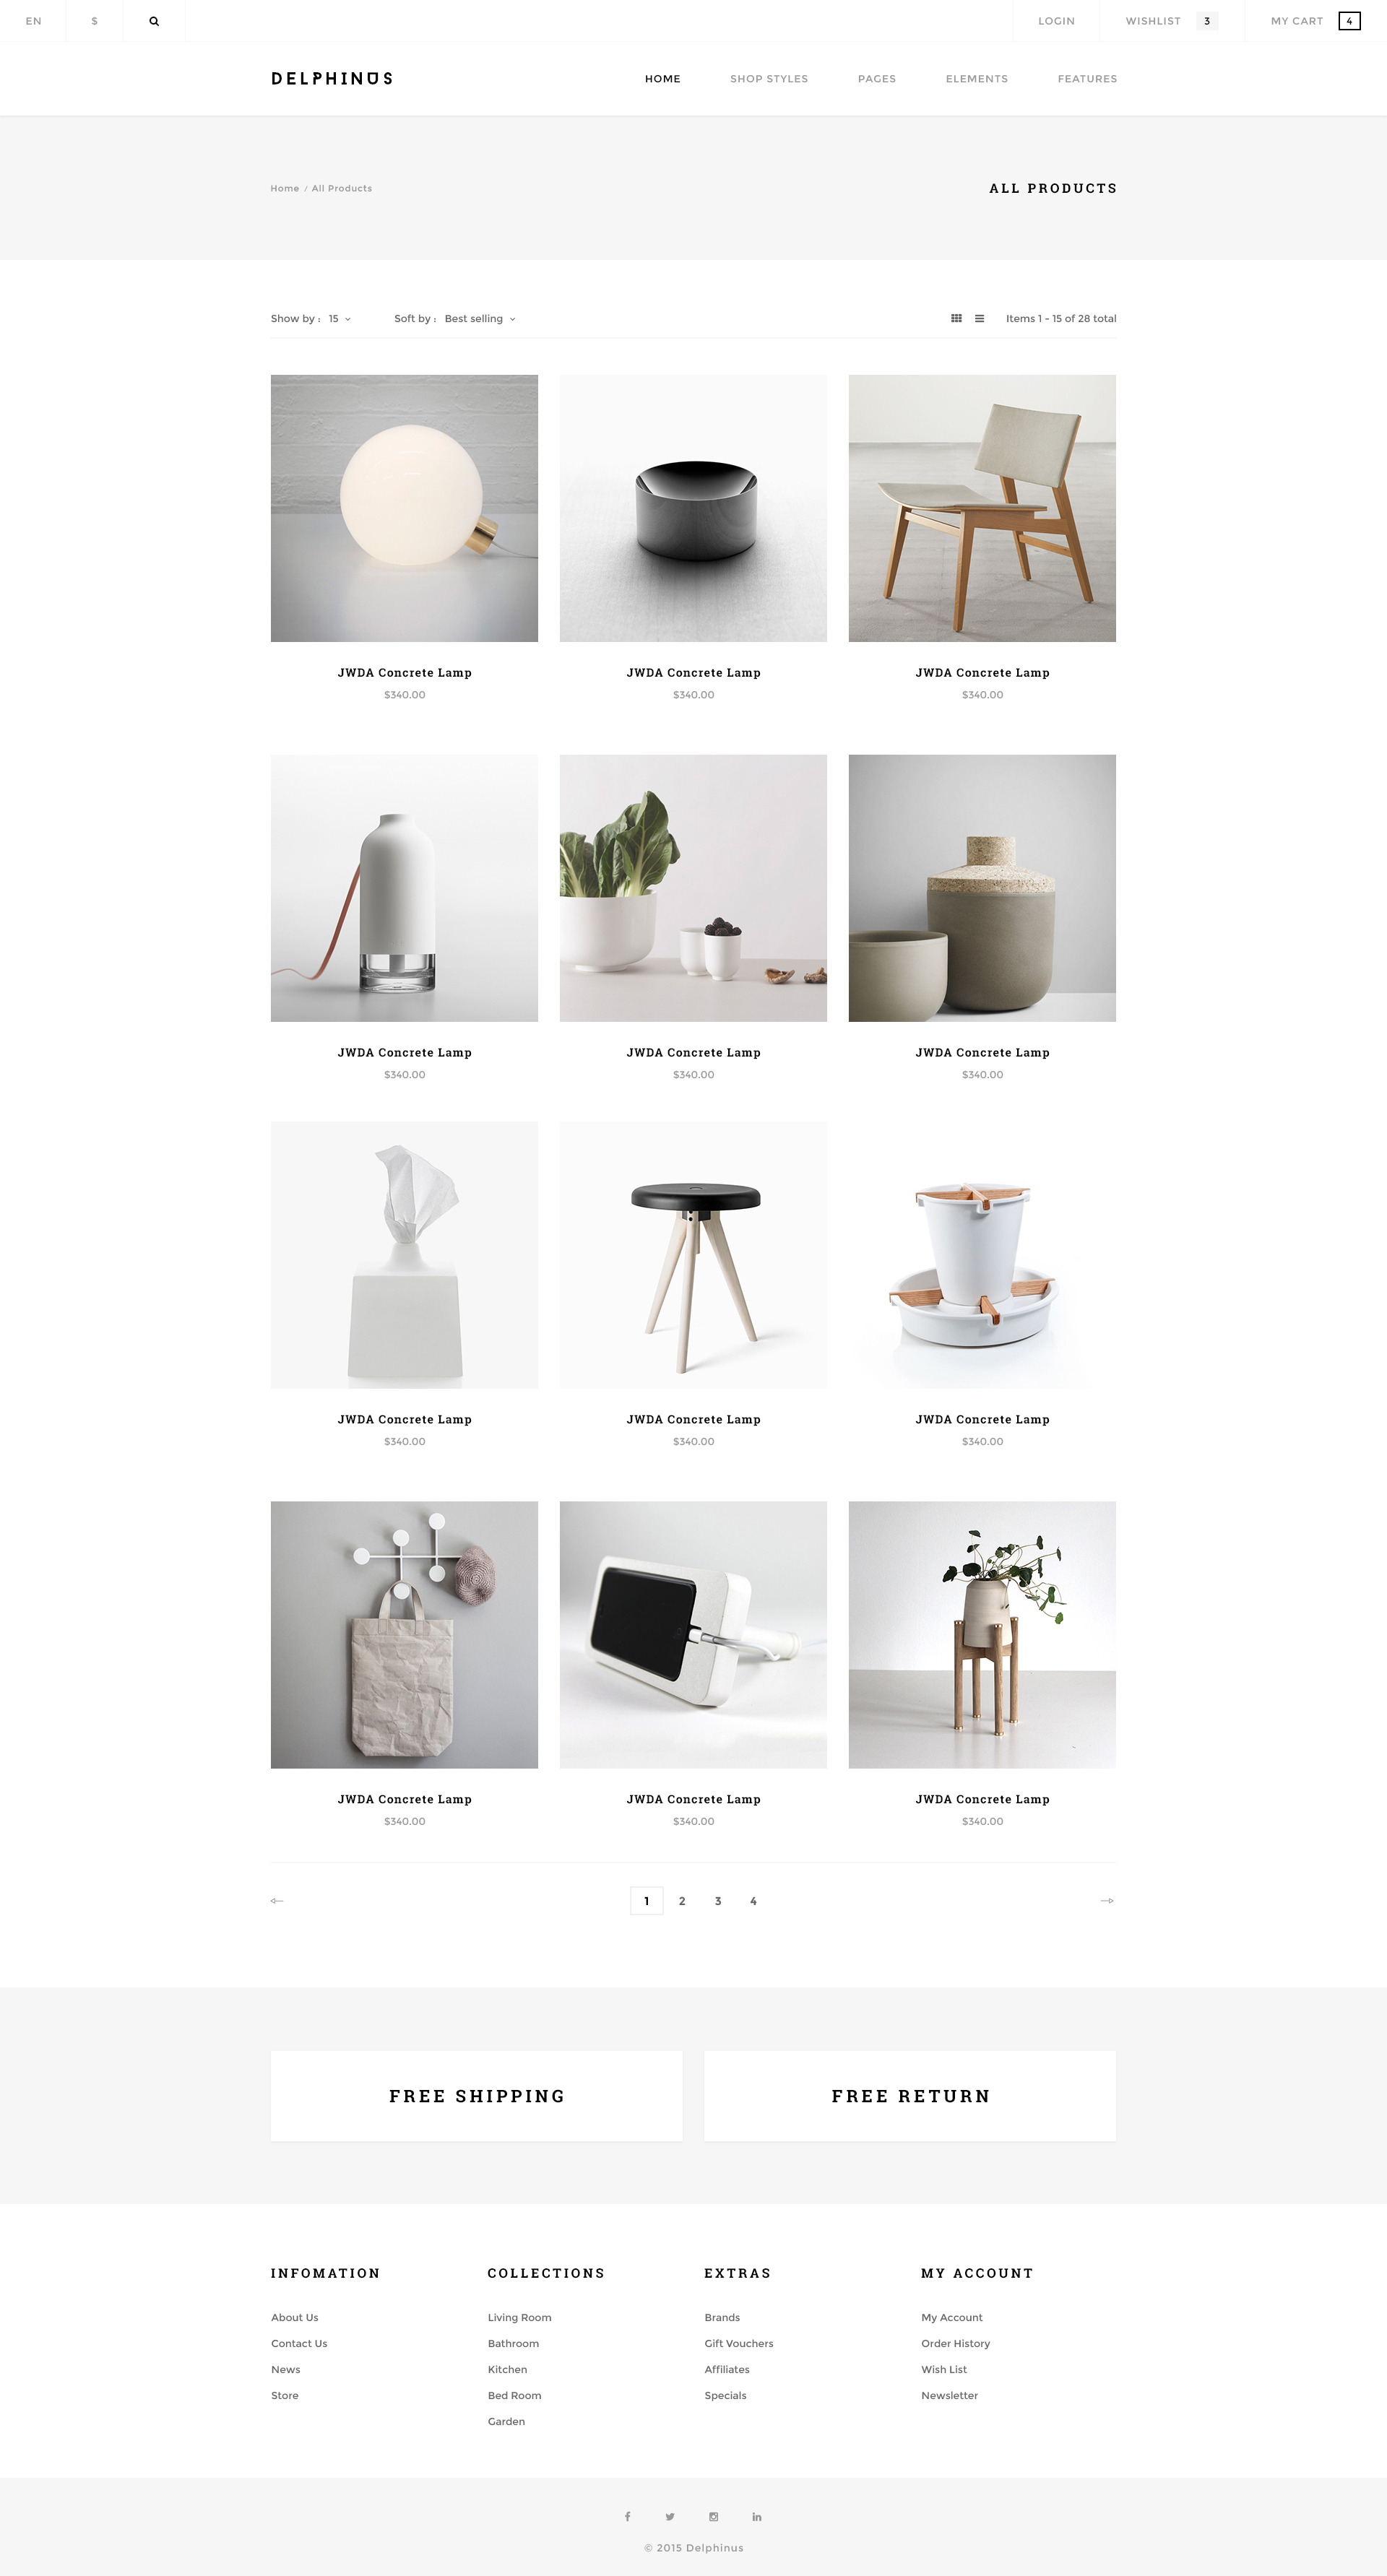 EN $ LOGIN WISHLIST 3 MY CART 4
DELPHINUS HOME SHOP STYLES PAGES ELEMENTS FEATURES
Home / All Products ALL PRODUCTS
Show by : 15 Soft by : Best selling Items 1 - 15 of 28 total
JWDA Concrete Lamp JWDA Concrete Lamp JWDA Concrete Lamp
$340.00 $340.00 $340.00
JWDA Concrete Lamp JWDA Concrete Lamp JWDA Concrete Lamp
$340.00 $340.00 $340.00
JWDA Concrete Lamp JWDA Concrete Lamp JWDA Concrete Lamp
$340.00 $340.00 $340.00
JWDA Concrete Lamp JWDA Concrete Lamp JWDA Concrete Lamp
$340.00 $340.00 $340.00
1 2 3 4
FREE SHIPPING FREE RETURN
INFOMATION COLLECTIONS EXTRAS MY ACCOUNT
About Us Living Room Brands My Account
Contact Us Bathroom Gift Vouchers Order History
News Kitchen Affiliates Wish List
Store Bed Room Specials Newsletter
Garden
© 2015 Delphinus